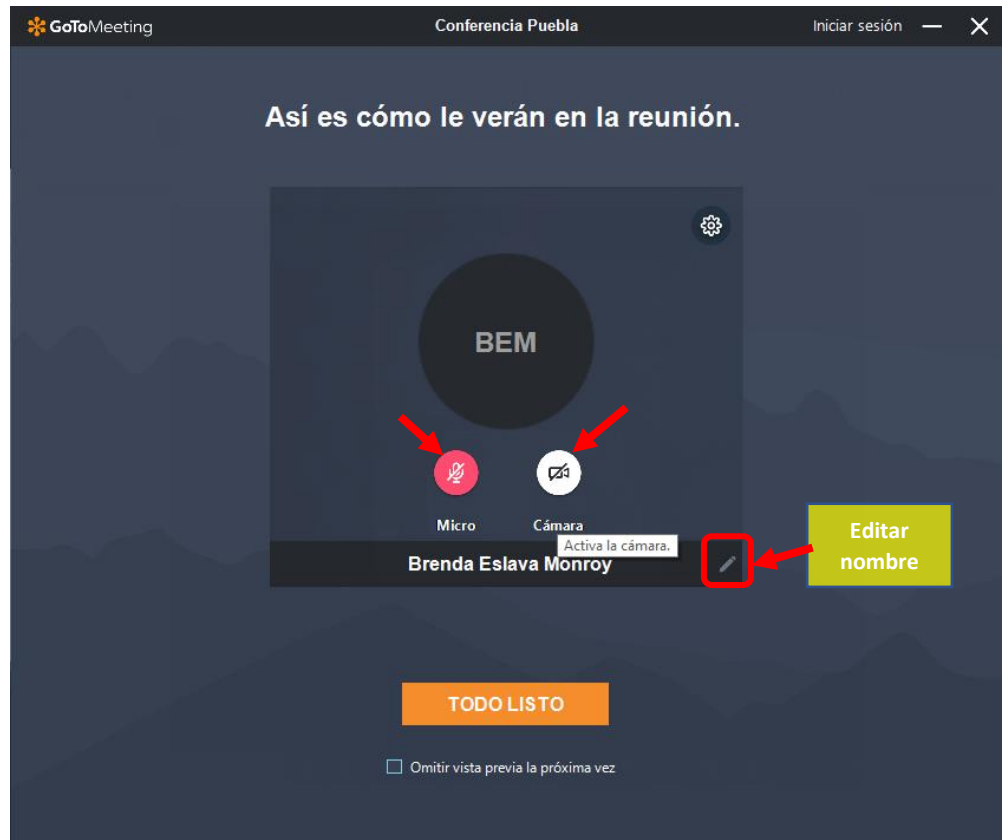 GoToMeeting Conferencia Puebla Iniciar sesión
Así es cómo le verán en la reunión.
BEM
Micro Cámara
Activa la cámara.
Brenda Eslava Monroy
Editar
nombre
TODO LISTO
Omitir vista previa la próxima vez